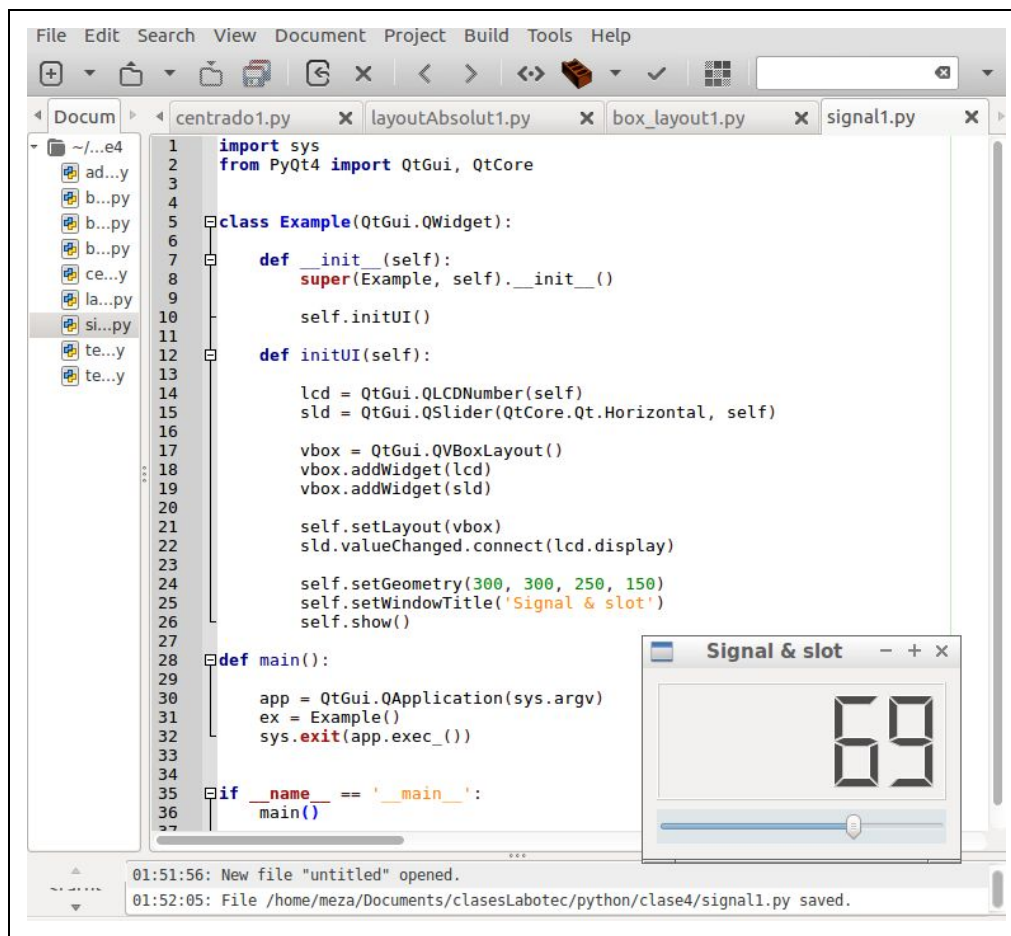 File Edit Search View Document Project Build Tools Help
Docum
centrado1.py layoutAbsolut1.py box_layout1.py signal1.py
~/...e4
ad...y
b...py
b...py
b...py
ce...y
la...py
si...py
te...y
te...y
1 import sys
2 from PyQt4 import QtGui, QtCore
3
4
5 class Example(QtGui.QWidget):
6
7 def __init__(self):
8 super(Example, self).__init__()
9
10 self.initUI()
11
12 def initUI(self):
13
14 lcd = QtGui.QLCDNumber(self)
15 sld = QtGui.QSlider(QtCore.Qt.Horizontal, self)
16
17 vbox = QtGui.QVBoxLayout()
18 vbox.addWidget(lcd)
19 vbox.addWidget(sld)
20
21 self.setLayout(vbox)
22 sld.valueChanged.connect(lcd.display)
23
24 self.setGeometry(300, 300, 250, 150)
25 self.setWindowTitle('Signal & slot')
26 self.show()
27
28 def main():
29
30 app = QtGui.QApplication(sys.argv)
31 ex = Example()
32 sys.exit(app.exec_())
33
34
35 if __name__ == '__main__':
36 main()
37
Signal & slot
69
01:51:56: New file "untitled" opened.
01:52:05: File /home/meza/Documents/clasesLabotec/python/clase4/signal1.py saved.